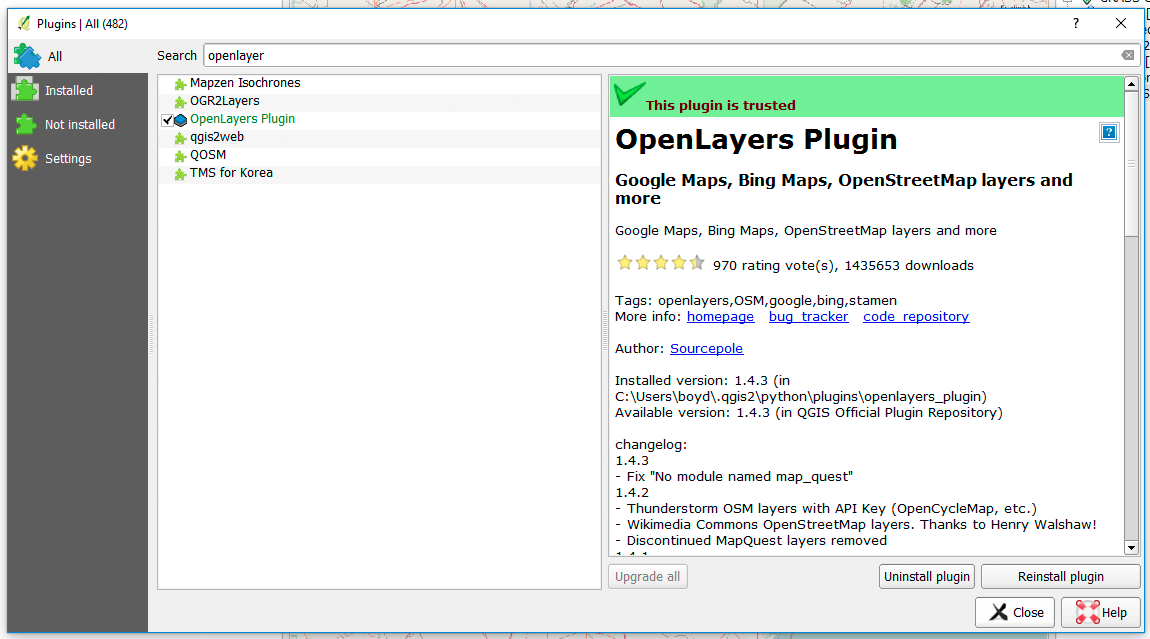 Plugins | All (482)
?
All
Installed
Not installed
Settings
Search openlayer
Mapzen Isochrones
OGR2Layers
OpenLayers Plugin
qgis2web
QOSM
TMS for Korea
This plugin is trusted
OpenLayers Plugin
?
Google Maps, Bing Maps, OpenStreetMap layers and
more
Google Maps, Bing Maps, OpenStreetMap layers and more
970 rating vote(s), 1435653 downloads
Tags: openlayers,OSM,google,bing,stamen
More info: homepage bug_tracker code_repository
Author: Sourcepole
Installed version: 1.4.3 (in
C:\Users\boyd\.qgis2\python\plugins\openlayers_plugin)
Available version: 1.4.3 (in QGIS Official Plugin Repository)
changelog:
1.4.3
- Fix "No module named map_quest"
1.4.2
- Thunderstorm OSM layers with API Key (OpenCycleMap, etc.)
- Wikimedia Commons OpenStreetMap layers. Thanks to Henry Walshaw!
- Discontinued MapQuest layers removed
Upgrade all
Uninstall plugin
Reinstall plugin
Close
Help